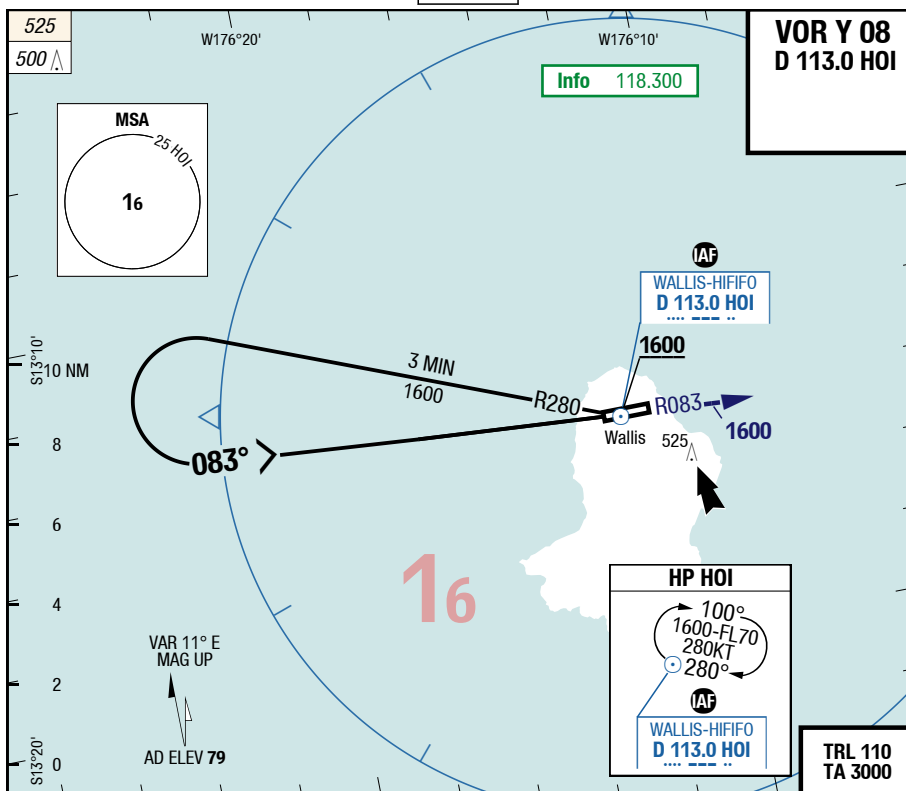 525
500
W176°20'
W176°10'
VOR Y 08
D 113.0 HOI
Info 118.300
MSA
25 HOI
16
IAF
WALLIS-HIFIFO
D 113.0 HOI
1600
S13°10'
10 NM
3 MIN
1600
R280
R083
1600
Wallis
525
8
083°
6
16
4
HP HOI
100°
1600-FL70
280KT
280°
IAF
WALLIS-HIFIFO
D 113.0 HOI
VAR 11° E
MAG UP
2
AD ELEV 79
S13°20'
0
TRL 110
TA 3000